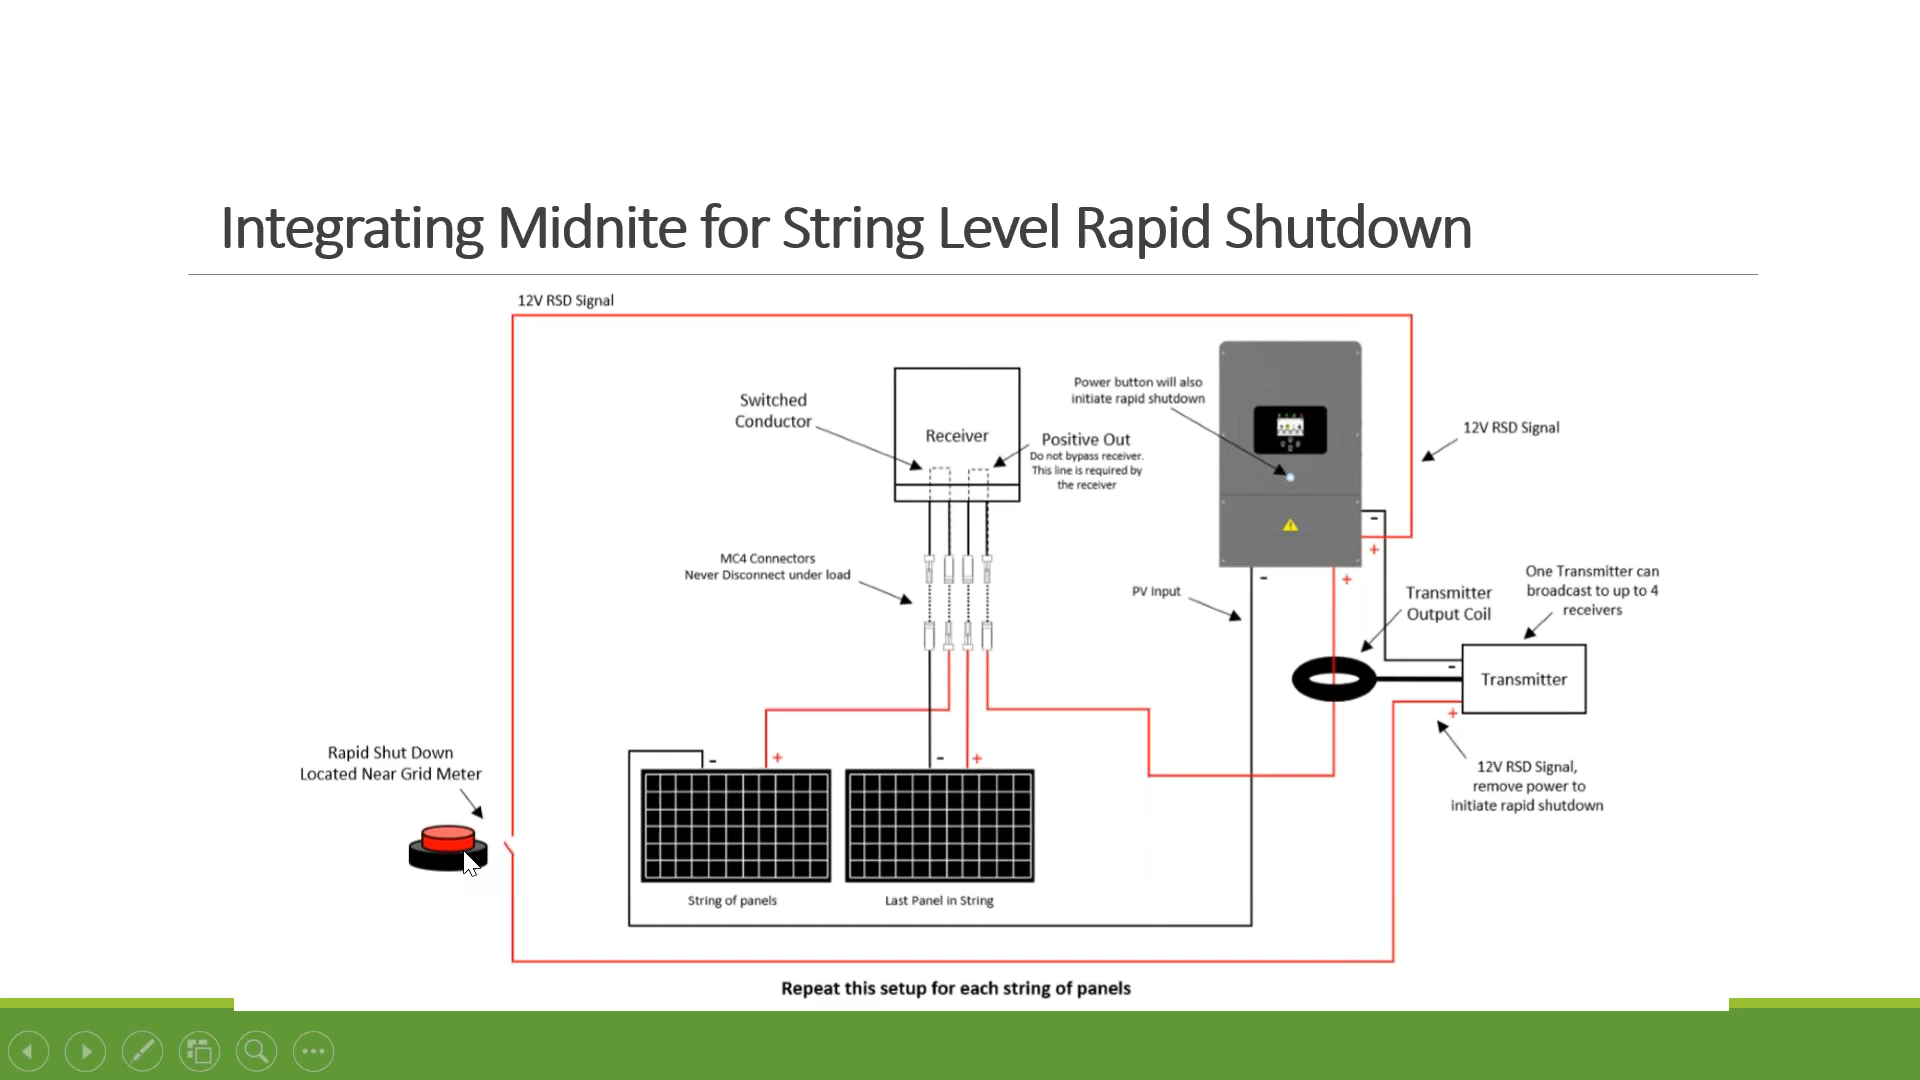 Integrating Midnite for String Level Rapid Shutdown
12V RSD Signal
Switched
Conductor
Receiver
Power button will also
initiate rapid shutdown
Positive Out
Do not bypass receiver.
This line is required by
the receiver
12V RSD Signal
MC4 Connectors
Never Disconnect under load
PV Input
-
+
-
+
Transmitter
Output Coil
One Transmitter can
broadcast to up to 4
receivers
-
Transmitter
+
12V RSD Signal,
remove power to
initiate rapid shutdown
Rapid Shut Down
Located Near Grid Meter
-
+
-
+
String of panels
Last Panel in String
Repeat this setup for each string of panels